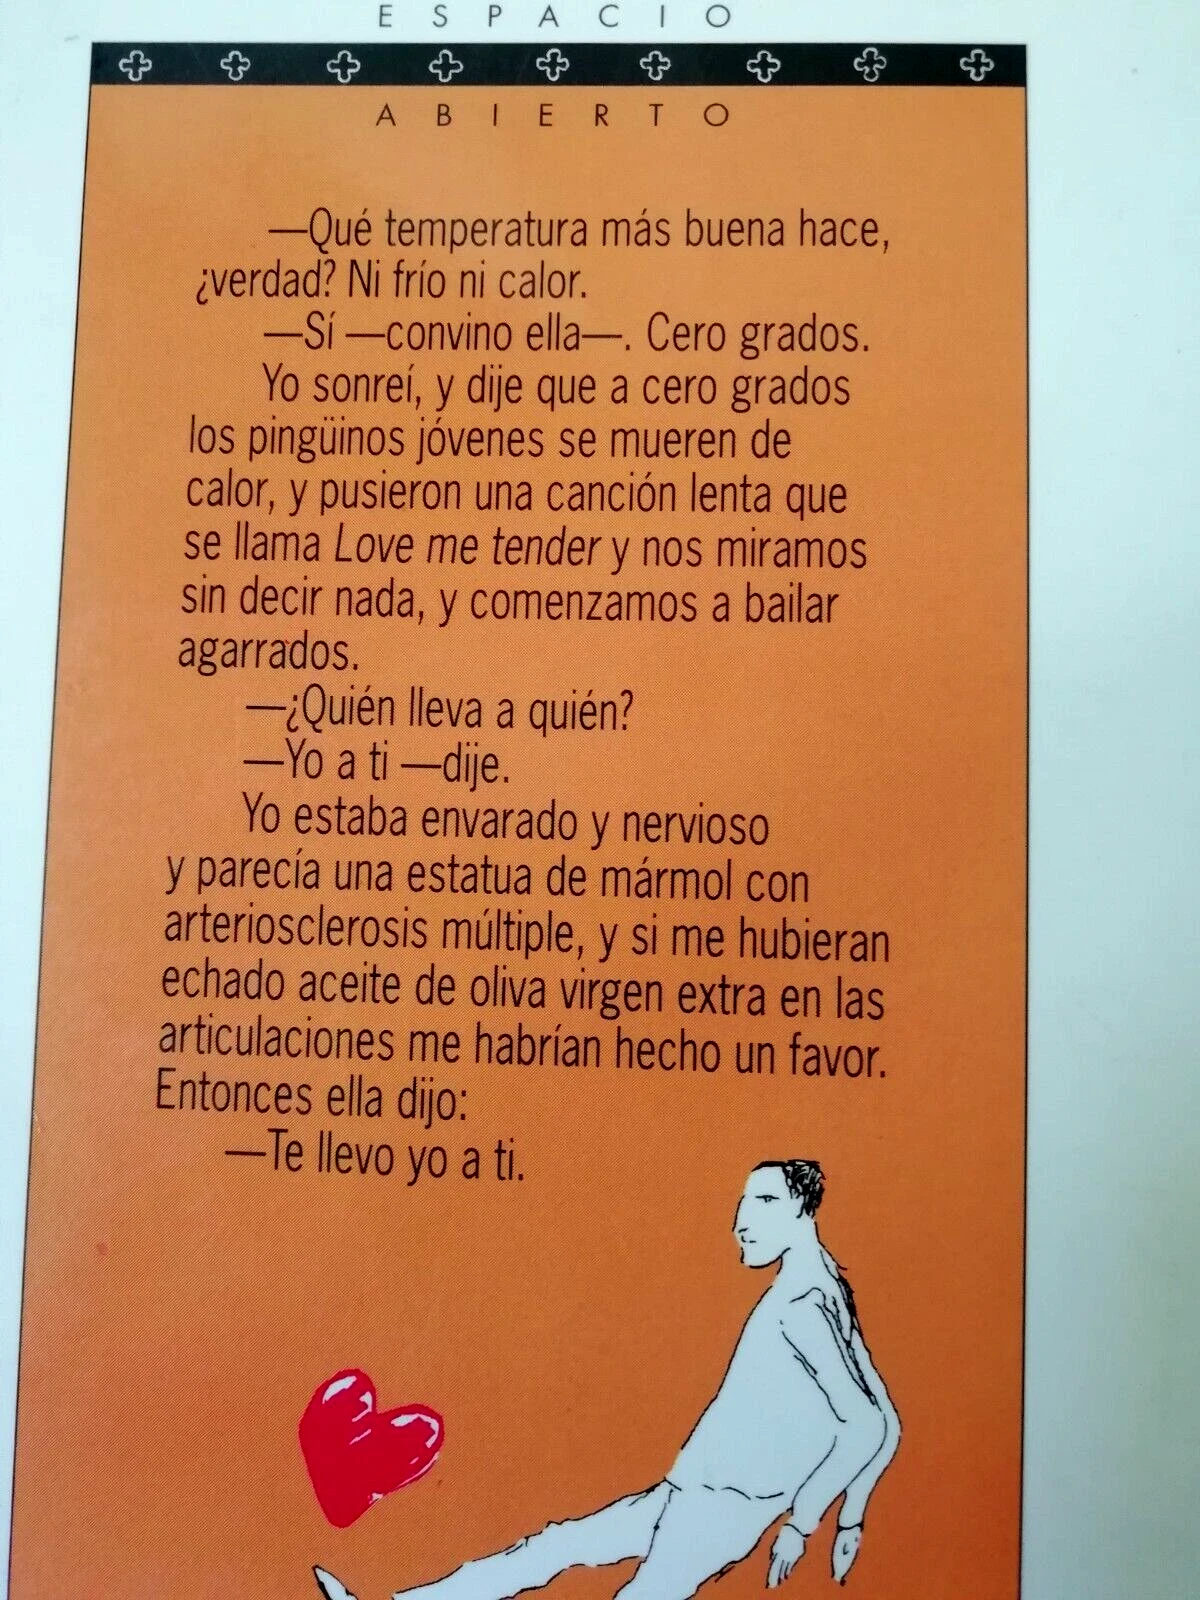 ESPACIO
ABIERTO
—Qué temperatura más buena hace,
¿verdad? Ni frío ni calor.
—Sí —convino ella—. Cero grados.
Yo sonreí, y dije que a cero grados
los pingüinos jóvenes se mueren de
calor, y pusieron una canción lenta que
se llama Love me tender y nos miramos
sin decir nada, y comenzamos a bailar
agarrados.
—¿Quién lleva a quién?
—Yo a ti —dije.
Yo estaba envarado y nervioso
y parecía una estatua de mármol con
arteriosclerosis múltiple, y si me hubieran
echado aceite de oliva virgen extra en las
articulaciones me habrían hecho un favor.
Entonces ella dijo:
—Te llevo yo a ti.